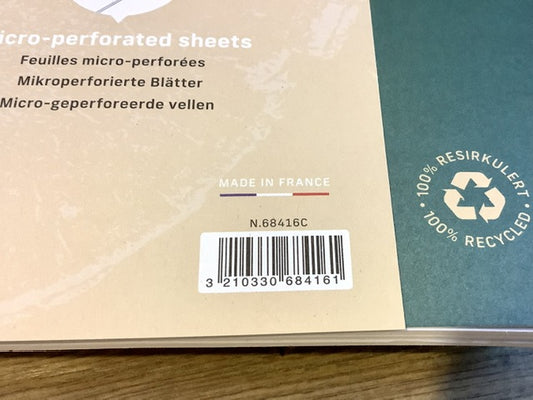 icro-perforated sheets
Feuilles micro-perforées
Mikroperforierte Blätter
Micro-geperforeerde vellen
MADE IN FRANCE
N.68416C
3 210330 684161
100% RESIRKULERT
100% RECYCLED